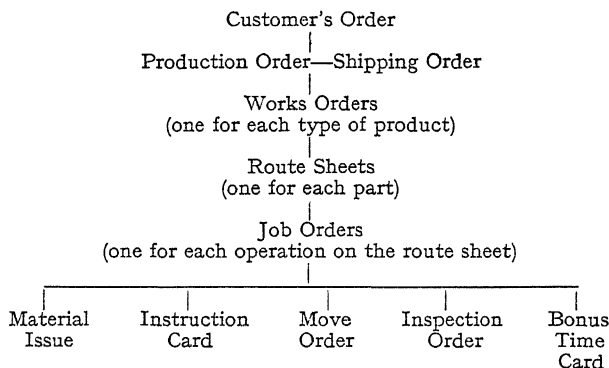 Customer's Order
Production Order—Shipping Order
Works Orders
(one for each type of product)
Route Sheets
(one for each part)
Job Orders
(one for each operation on the route sheet)
Material Instruction Move Inspection Bonus
Issue Card Order Order Time
Card